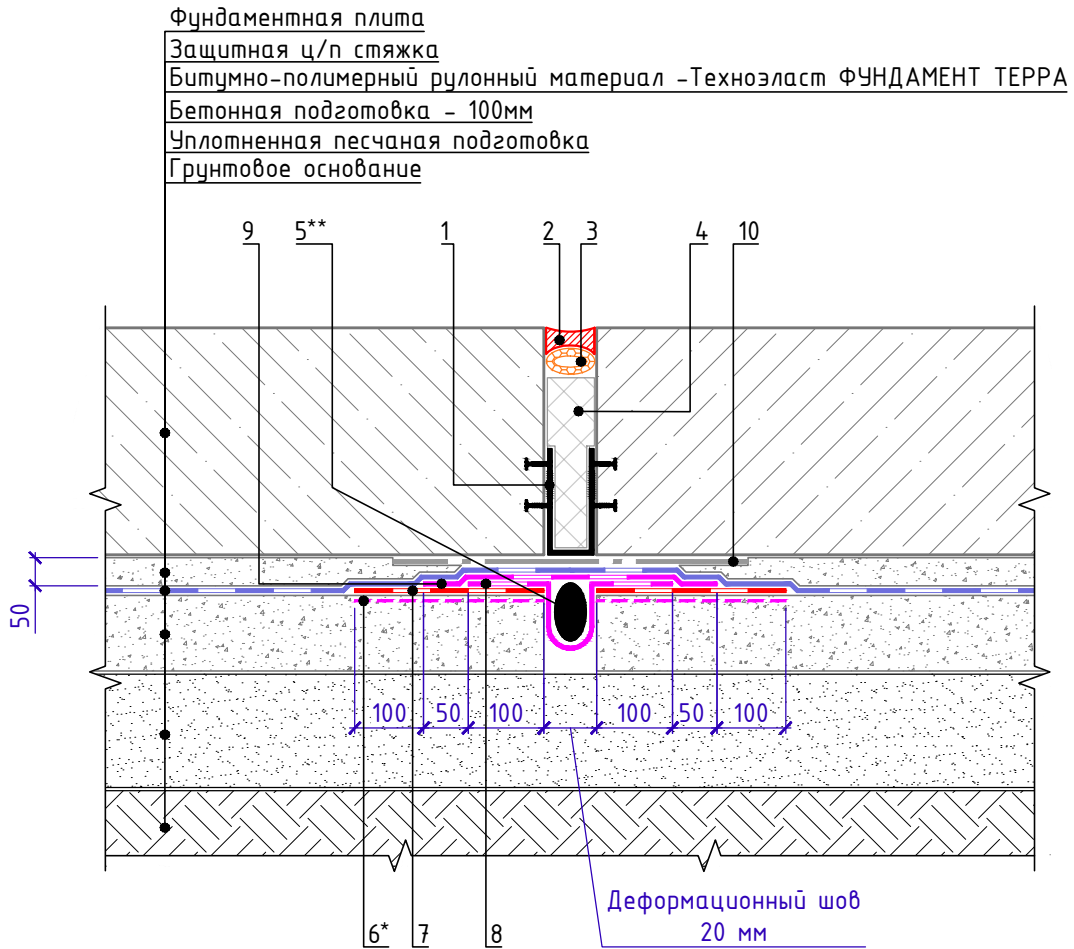 Фундаментная плита
Защитная ц/п стяжка
Битумно-полимерный рулонный материал -Техноэласт ФУНДАМЕНТ ТЕРРА
Бетонная подготовка - 100мм
Уплотненная песчаная подготовка
Грунтовое основание
9 5** 1 2 3 4 10
50
100 50 100 100 50 100
Деформационный шов
20 мм
6* 7 8